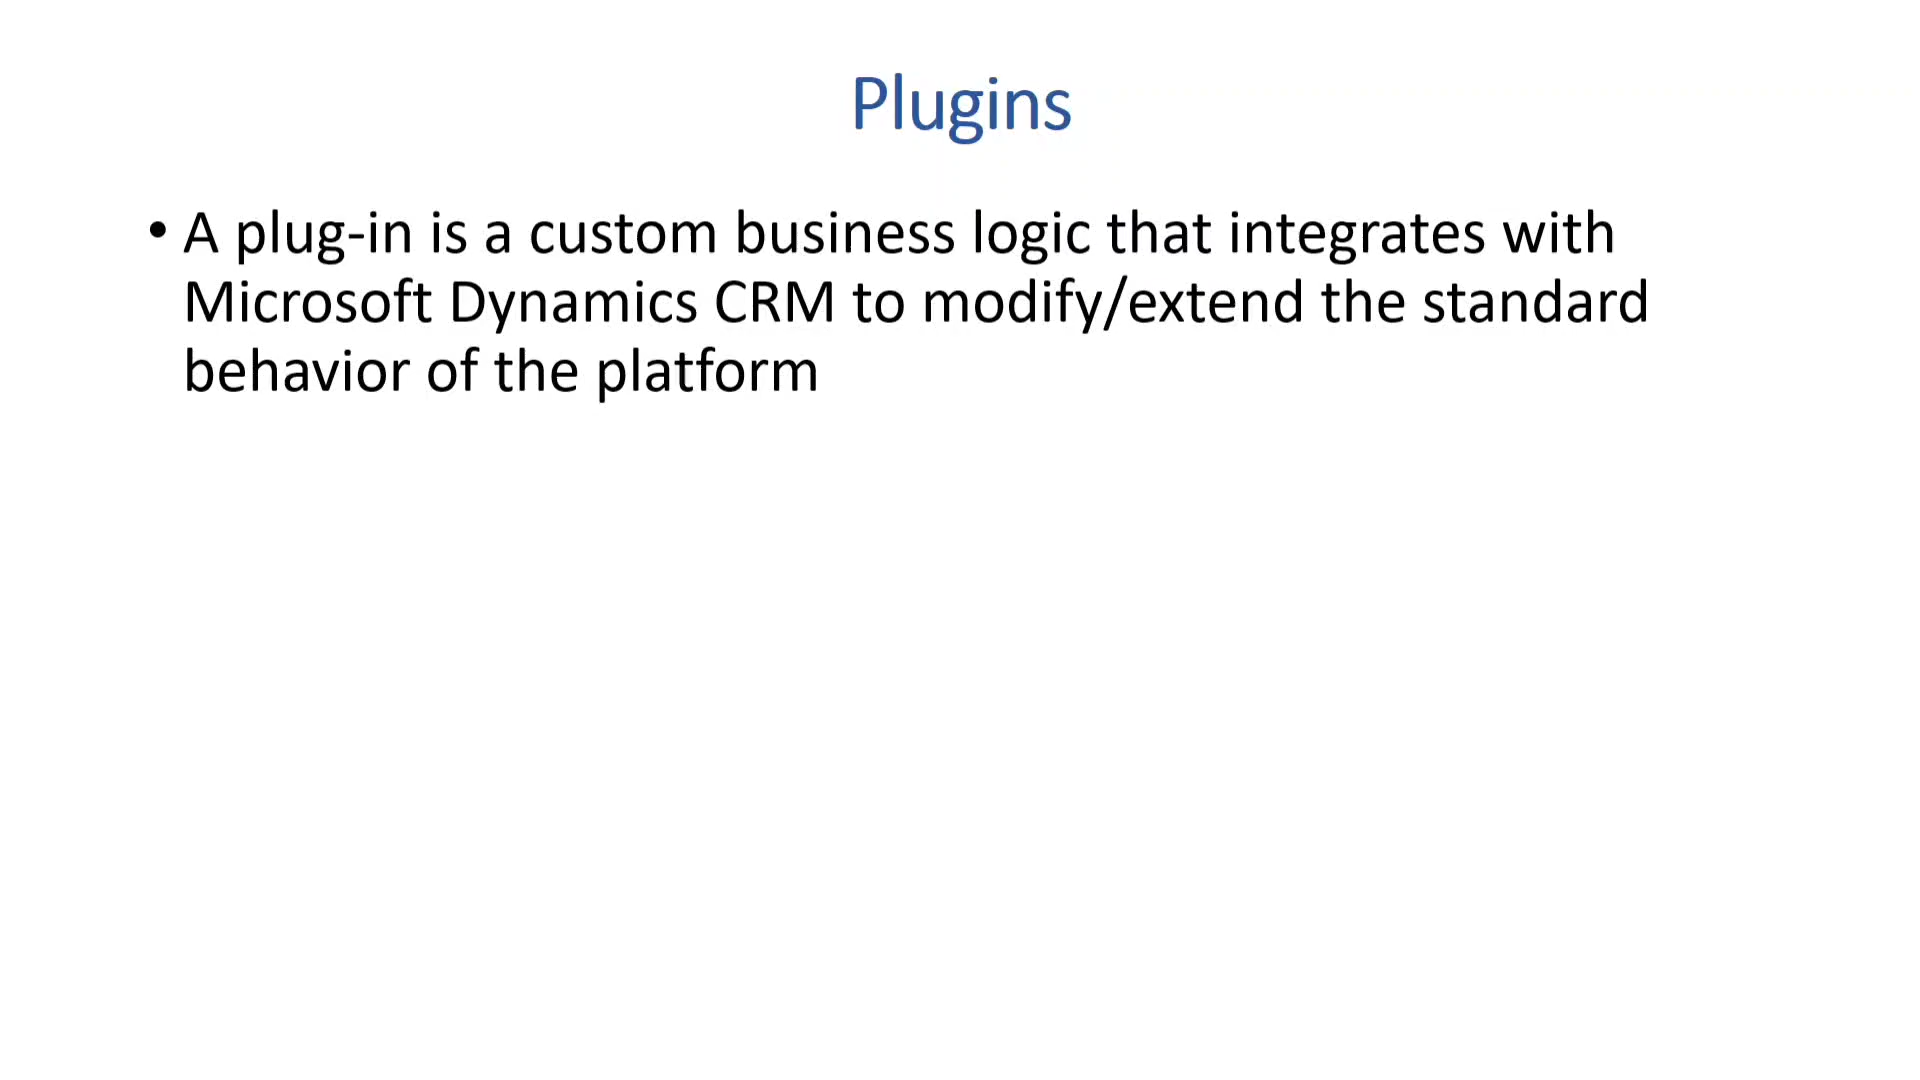 Plugins
• A plug-in is a custom business logic that integrates with
Microsoft Dynamics CRM to modify/extend the standard
behavior of the platform